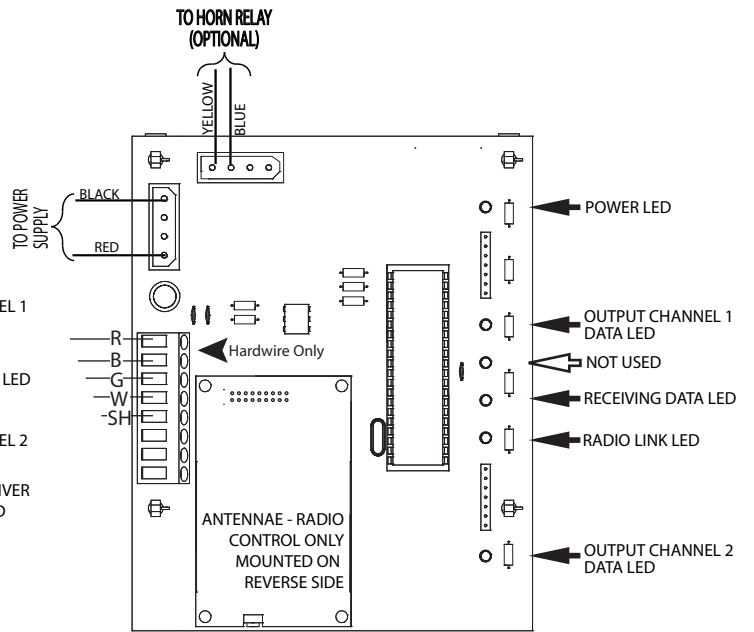 TO HORN RELAY
(OPTIONAL)
YELLOW
BLUE
TO POWER
SUPPLY
BLACK
RED
POWER LED
OUTPUT CHANNEL 1
DATA LED
NOT USED
RECEIVING DATA LED
RADIO LINK LED
OUTPUT CHANNEL 2
DATA LED
EL 1
LED
EL 2
IVER
D
R
B
G
W
SH
Hardwire Only
ANTENNAE - RADIO
CONTROL ONLY
MOUNTED ON
REVERSE SIDE